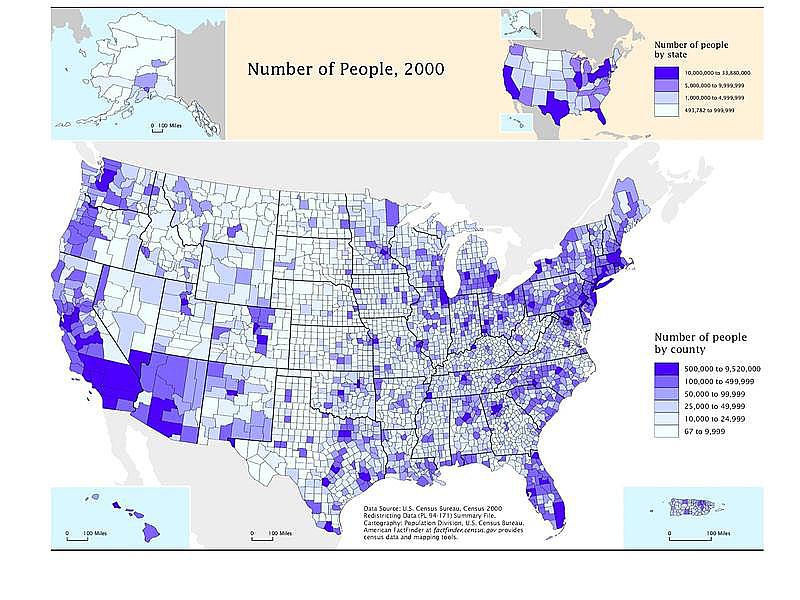 Number of People, 2000
Number of people
by state
10,000,000 to 33,880,000
5,000,000 to 9,999,999
1,000,000 to 4,999,999
493,782 to 999,999
0 100 Miles
Number of people
by county
500,000 to 9,520,000
100,000 to 499,999
50,000 to 99,999
25,000 to 49,999
10,000 to 24,999
67 to 9,999
Data Source: U.S. Census Bureau, Census 2000
Redistricting Data (PL 94-171) Summary File.
Cartography: Population Division, U.S. Census Bureau.
American FactFinder at factfinder.census.gov provides
census data and mapping tools.
0 100 Miles
0 100 Miles
0 100 Miles